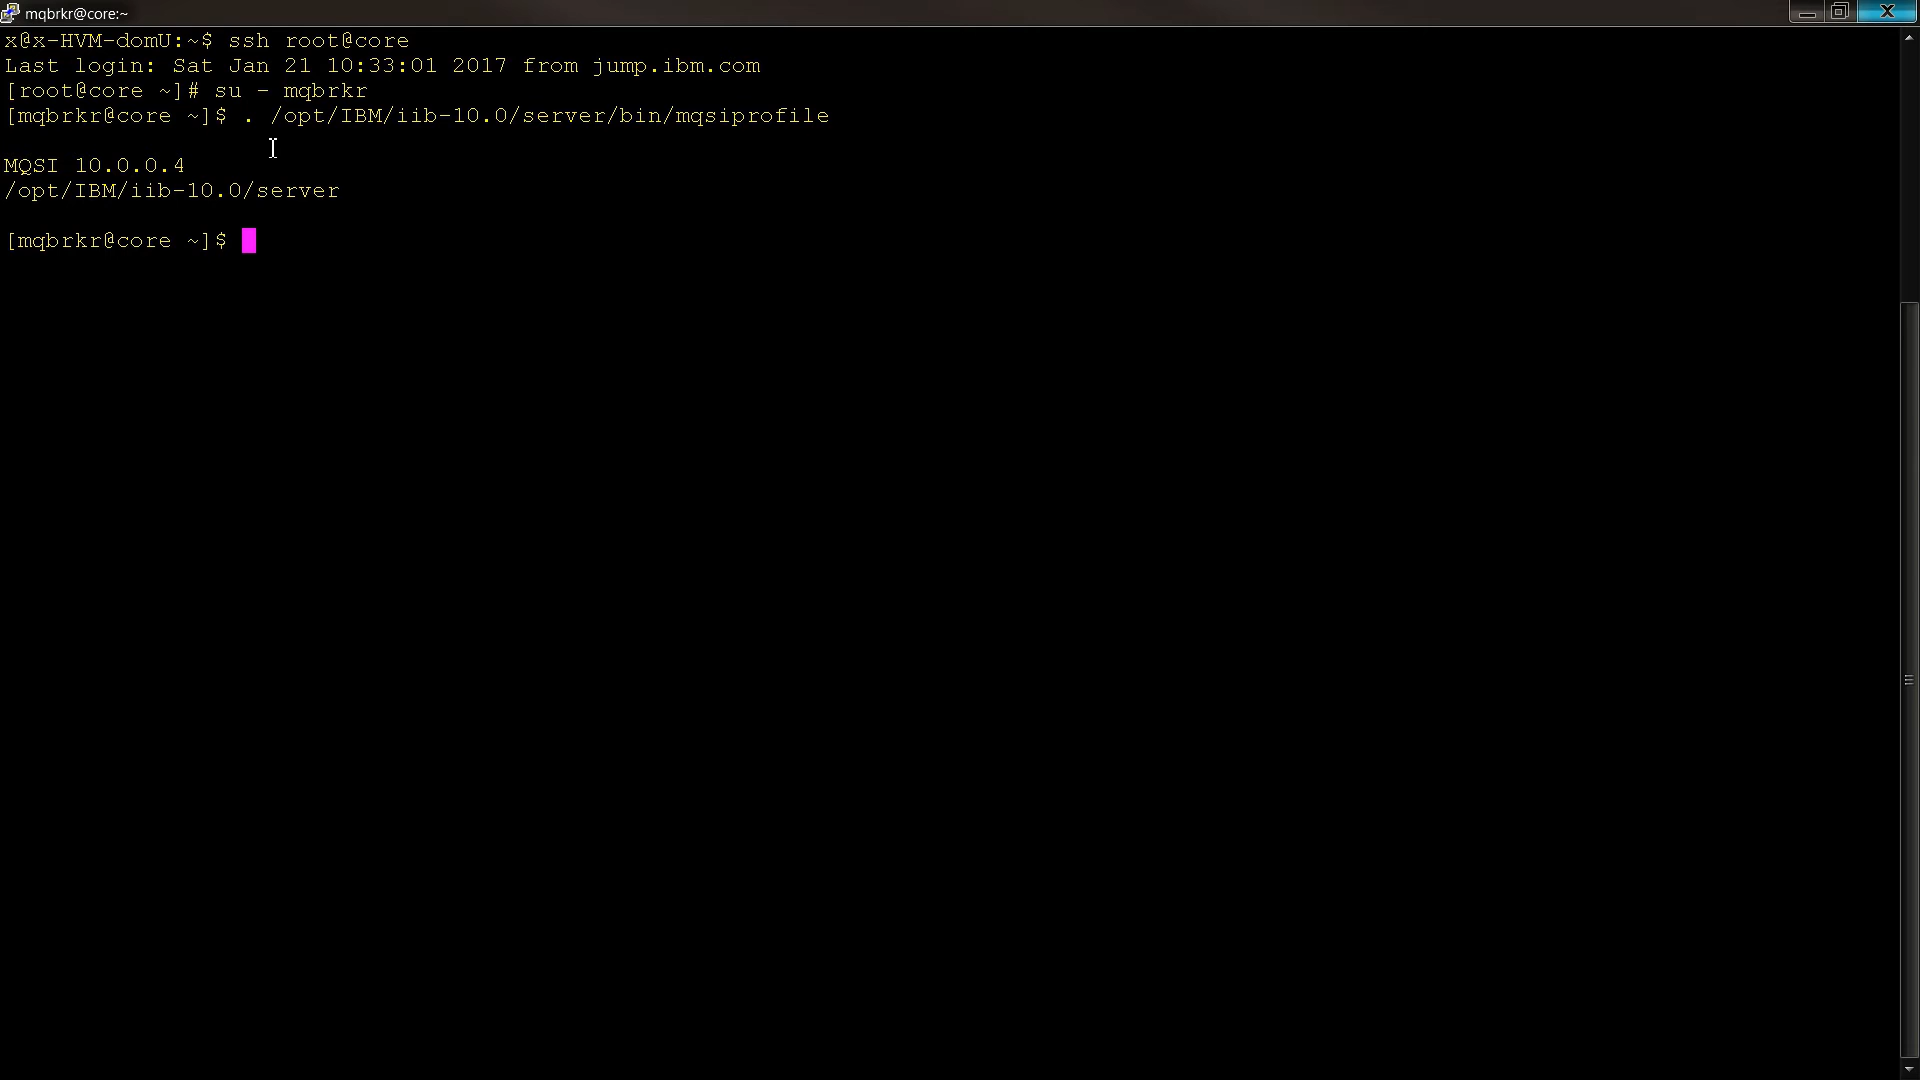 mqbrkr@core:~
x@x-HVM-domU:~$ ssh root@core
Last login: Sat Jan 21 10:33:01 2017 from jump.ibm.com
[root@core ~]# su - mqbrkr
[mqbrkr@core ~]$ . /opt/IBM/iib-10.0/server/bin/mqsiprofile
MQSI 10.0.0.4
/opt/IBM/iib-10.0/server
[mqbrkr@core ~]$